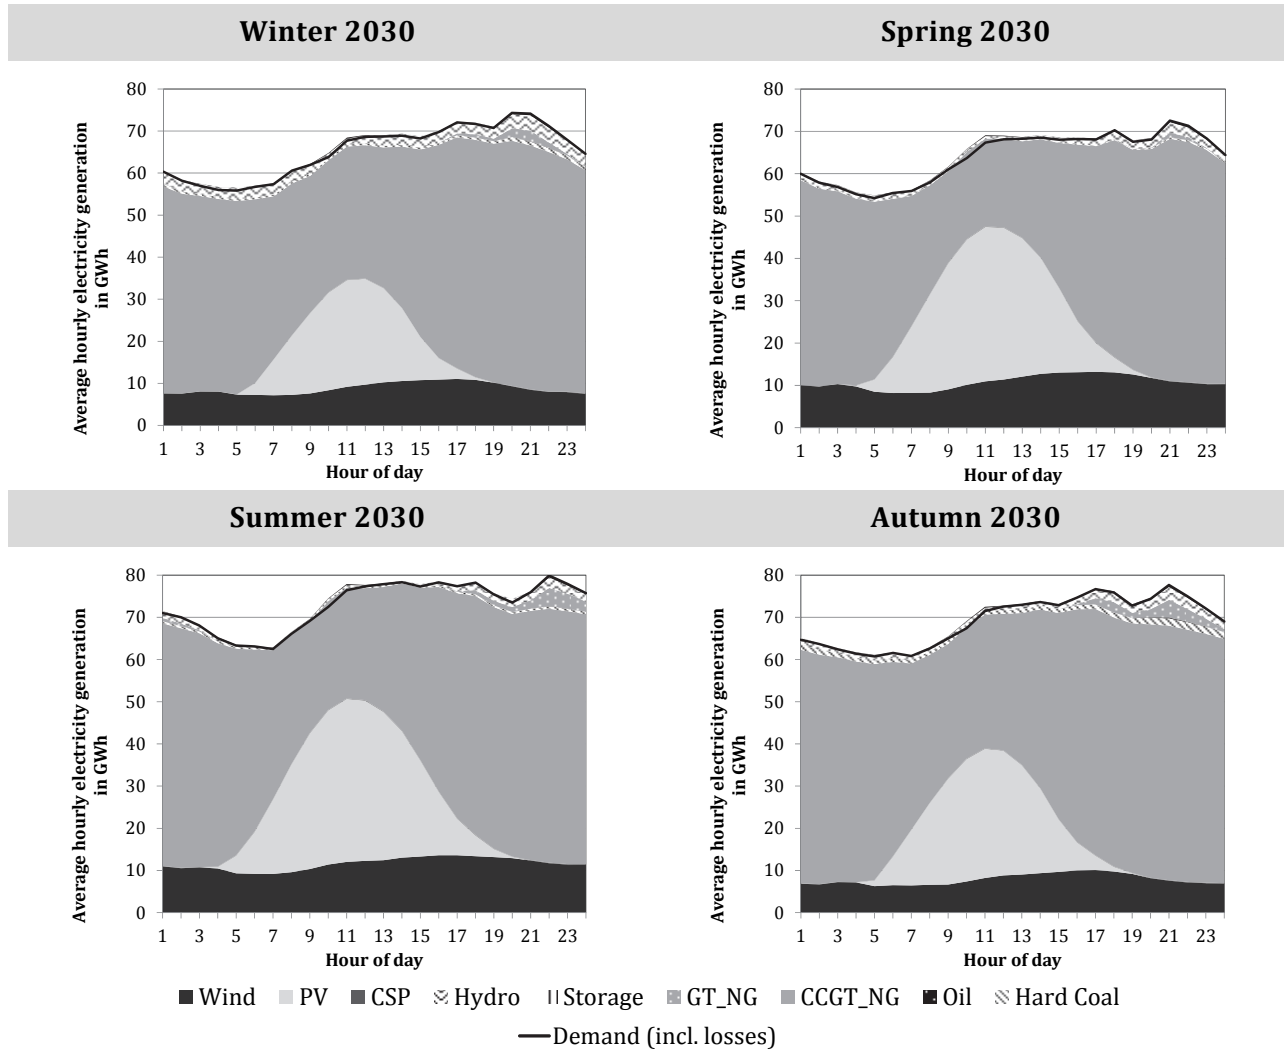 Winter 2030
Spring 2030
Average hourly electricity generation
in GWh
80
70
60
50
40
30
20
10
0
1 3 5 7 9 11 13 15 17 19 21 23
Hour of day
Average hourly electricity generation
in GWh
80
70
60
50
40
30
20
10
0
1 3 5 7 9 11 13 15 17 19 21 23
Hour of day
Summer 2030
Autumn 2030
Average hourly electricity generation
in GWh
80
70
60
50
40
30
20
10
0
1 3 5 7 9 11 13 15 17 19 21 23
Hour of day
Average hourly electricity generation
in GWh
80
70
60
50
40
30
20
10
0
1 3 5 7 9 11 13 15 17 19 21 23
Hour of day
Wind PV CSP Hydro Storage GT_NG CCGT_NG Oil Hard Coal
Demand (incl. losses)